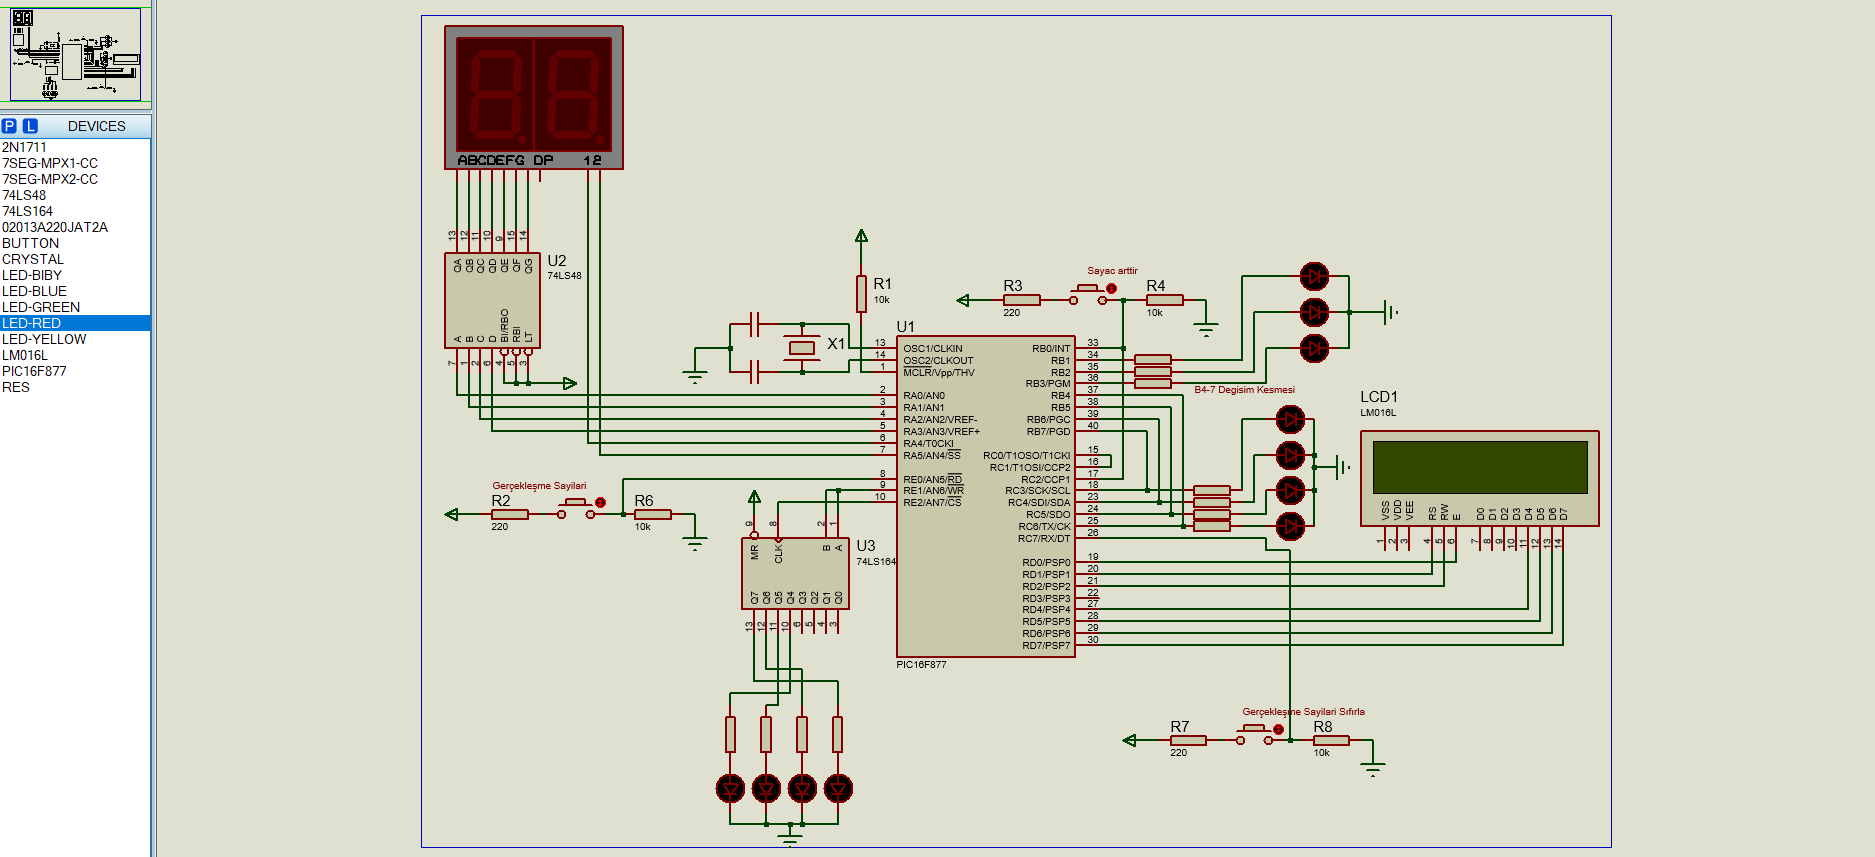 P L DEVICES
2N1711
7SEG-MPX1-CC
7SEG-MPX2-CC
74LS48
74LS164
02013A220JAT2A
BUTTON
CRYSTAL
LED-BIBY
LED-BLUE
LED-GREEN
LED-RED
LED-YELLOW
LM016L
PIC16F877
RES
ABCDEFG DP 12
13 12 11 10 9 15 14
QA QB QC QD QE QF QG
U2
74LS48
A B C D BI/RBO RBI LT
7 1 2 6 4 5 3
R1
10k
X1
Sayac arttir
R3
220
R4
10k
U1
13 OSC1/CLKIN
14 OSC2/CLKOUT
1 MCLR/Vpp/THV
2 RA0/AN0
3 RA1/AN1
4 RA2/AN2/VREF-
5 RA3/AN3/VREF+
6 RA4/T0CKI
7 RA5/AN4/SS
8 RE0/AN5/RD
9 RE1/AN6/WR
10 RE2/AN7/CS
RB0/INT 33
RB1 34
RB2 35
RB3/PGM 36
RB4 37
RB5 38
RB6/PGC 39
RB7/PGD 40
RC0/T1OSO/T1CKI 15
RC1/T1OSI/CCP2 16
RC2/CCP1 17
RC3/SCK/SCL 18
RC4/SDI/SDA 23
RC5/SDO 24
RC6/TX/CK 25
RC7/RX/DT 26
RD0/PSP0 19
RD1/PSP1 20
RD2/PSP2 21
RD3/PSP3 22
RD4/PSP4 27
RD5/PSP5 28
RD6/PSP6 29
RD7/PSP7 30
PIC16F877
B4-7 Degisim Kesmesi
LCD1
LM016L
VSS VDD VEE RS RW E D0 D1 D2 D3 D4 D5 D6 D7
1 2 3 4 5 6 7 8 9 10 11 12 13 14
Gerçekleşme Sayilari
R2
220
R6
10k
9 8 2 1
MR CLK B A
U3
74LS164
Q7 Q6 Q5 Q4 Q3 Q2 Q1 Q0
13 12 11 10 6 5 4 3
Gerçekleşme Sayilari Sıfırla
R7
220
R8
10k